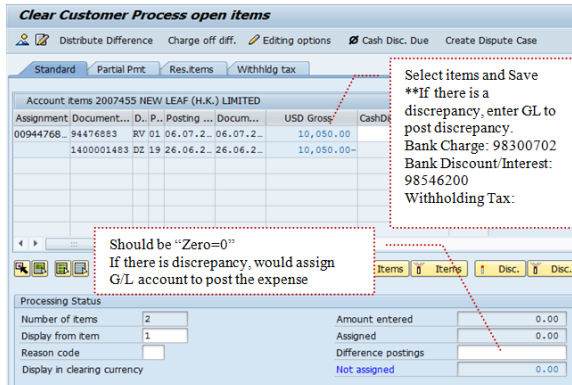 Clear Customer Process open items
Distribute Difference Charge off diff. Editing options Cash Disc. Due Create Dispute Case
Standard Partial Pmt Res.items Withhldg tax
Account items 2007455 NEW LEAF (H.K.) LIMITED
Assignment Document... D.. P.. Posting ... Docum... USD Gross CashDi
00944768.. 94476883 RV 01 06.07.2... 06.07.2... 10,050.00
1400001483 DZ 19 26.06.2... 26.06.2... 10,050.00-
Select items and Save
**If there is a
discrepancy, enter GL to
post discrepancy.
Bank Charge: 98300702
Bank Discount/Interest:
98546200
Withholding Tax:
Should be “Zero=0”
If there is discrepancy, would assign
G/L account to post the expense
Items Items Disc. Disc.
Processing Status
Number of items 2 Amount entered 0.00
Display from item 1 Assigned 0.00
Reason code Difference postings
Display in clearing currency Not assigned 0.00